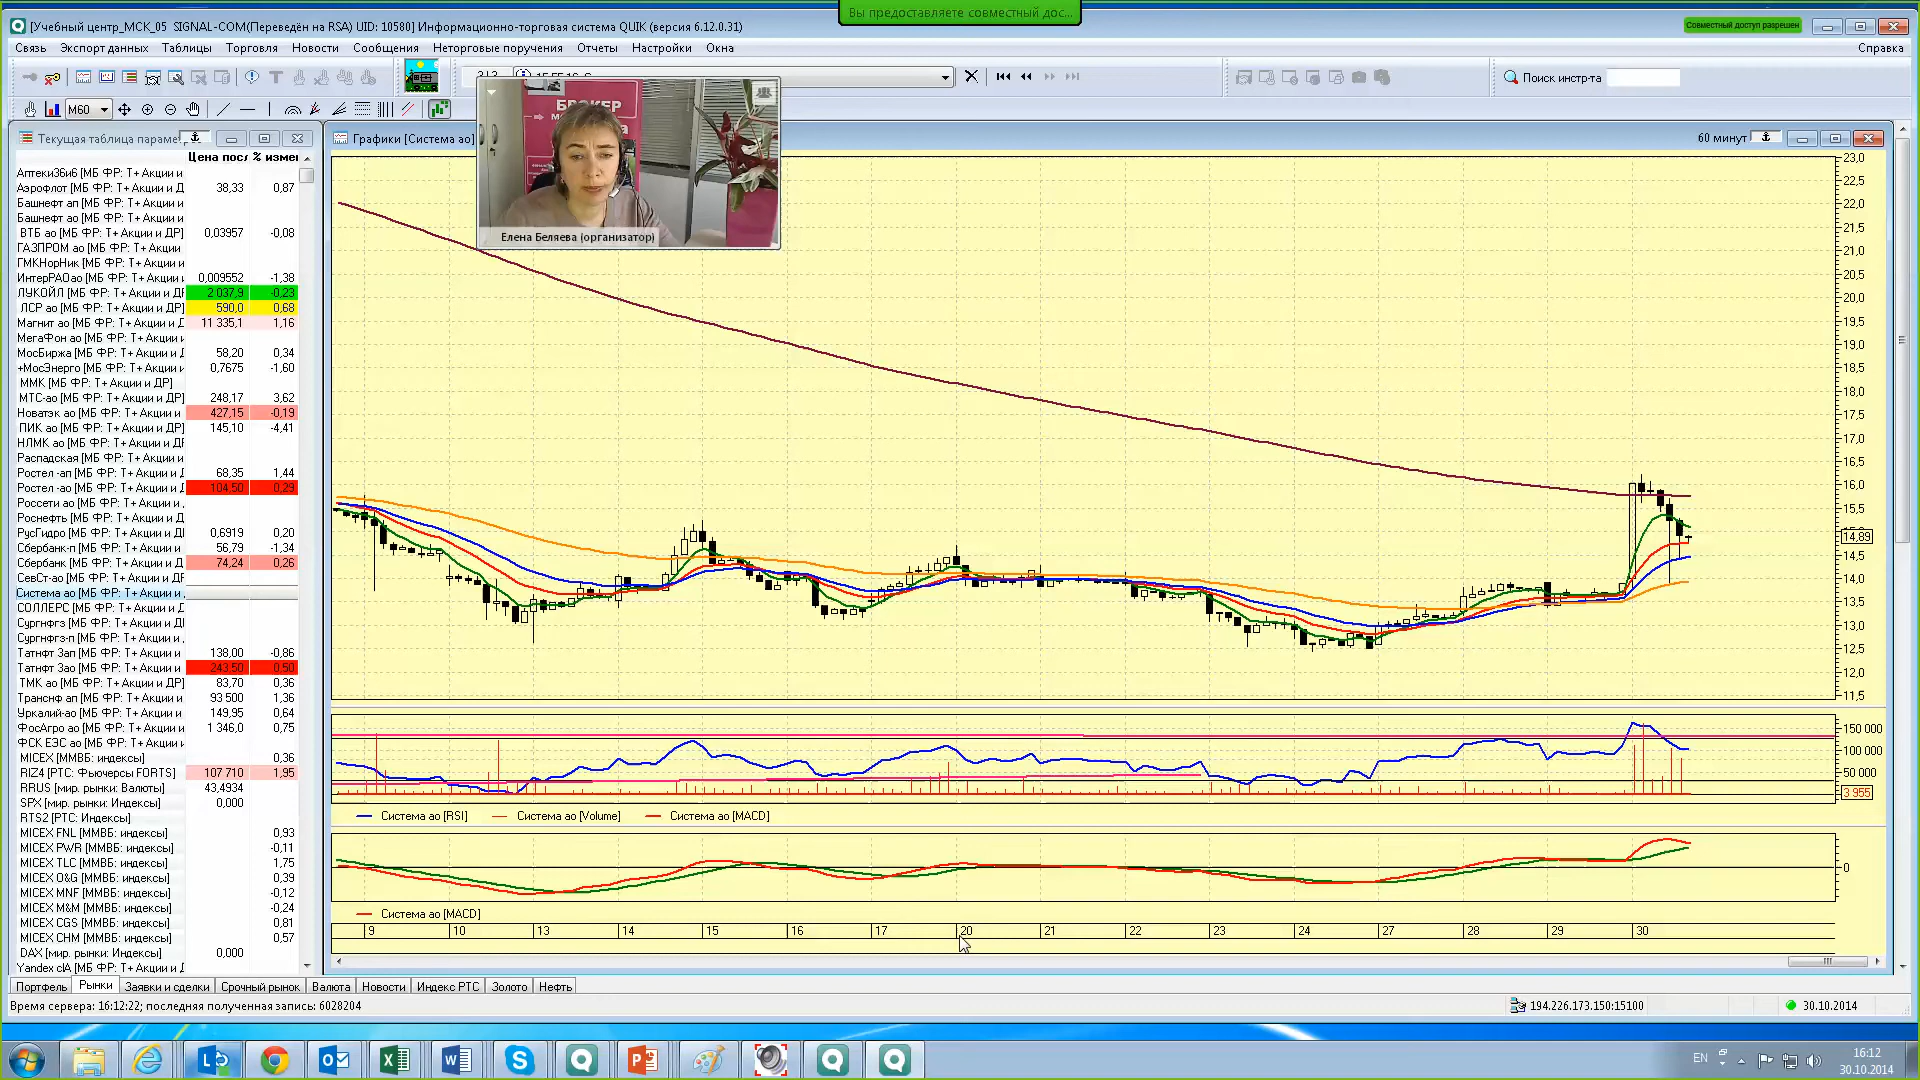 Вы предоставляете совместный дос...
[Учебный центр_МСК_05 SIGNAL-COM(Переведён на RSA) UID: 10580] Информационно-торговая система QUIK (версия 6.12.0.31)
Совместный доступ разрешен
Связь Экспорт данных Таблицы Торговля Новости Сообщения Неторговые поручения Отчеты Настройки Окна Справка
Поиск инстр-та
M60
БРОКЕР
Елена Беляева (организатор)
Текущая таблица параме
Графики [Система ао]
60 минут
Цена посл % измен
Аптеки36и6 [МБ ФР: Т+ Акции и
Аэрофлот [МБ ФР: Т+ Акции и Д 38,33 0,87
Башнефт ап [МБ ФР: Т+ Акции и
Башнефт ао [МБ ФР: Т+ Акции и
ВТБ ао [МБ ФР: Т+ Акции и ДР] 0,03957 -0,08
ГАЗПРОМ ао [МБ ФР: Т+ Акции
ГМКНорНик [МБ ФР: Т+ Акции и
ИнтерРАОао [МБ ФР: Т+ Акции и 0,009552 -1,38
ЛУКОЙЛ [МБ ФР: Т+ Акции и ДР 2 037,9 -0,23
ЛСР ао [МБ ФР: Т+ Акции и ДР] 590,0 0,68
Магнит ао [МБ ФР: Т+ Акции и Д 11 335,1 1,16
МегаФон ао [МБ ФР: Т+ Акции и
МосБиржа [МБ ФР: Т+ Акции и Д 58,20 0,34
+МосЭнерго [МБ ФР: Т+ Акции и 0,7675 -1,60
ММК [МБ ФР: Т+ Акции и ДР]
МТС-ао [МБ ФР: Т+ Акции и ДР] 248,17 3,62
Новатэк ао [МБ ФР: Т+ Акции и 427,15 -0,19
ПИК ао [МБ ФР: Т+ Акции и ДР] 145,10 -4,41
НЛМК ао [МБ ФР: Т+ Акции и ДР
Распадская [МБ ФР: Т+ Акции и
Ростел -ап [МБ ФР: Т+ Акции и Д 68,35 1,44
Ростел -ао [МБ ФР: Т+ Акции и Д 104,50 0,29
Россети ао [МБ ФР: Т+ Акции и
Роснефть [МБ ФР: Т+ Акции и Д
РусГидро [МБ ФР: Т+ Акции и Д 0,6919 0,20
Сбербанк-п [МБ ФР: Т+ Акции и 56,79 -1,34
Сбербанк [МБ ФР: Т+ Акции и Д 74,24 0,26
СевСт-ао [МБ ФР: Т+ Акции и ДР
Система ао [МБ ФР: Т+ Акции и
СОЛЛЕРС [МБ ФР: Т+ Акции и Д
Сургнфгз [МБ ФР: Т+ Акции и Д
Сургнфгз-п [МБ ФР: Т+ Акции и
Татнфт 3ап [МБ ФР: Т+ Акции и 138,00 -0,86
Татнфт 3ао [МБ ФР: Т+ Акции и 243,50 0,50
ТМК ао [МБ ФР: Т+ Акции и ДР] 83,70 0,36
Транснф ап [МБ ФР: Т+ Акции и 93 500 1,36
Уркалий-ао [МБ ФР: Т+ Акции и 149,95 0,64
ФосАгро ао [МБ ФР: Т+ Акции и 1 346,0 0,75
ФСК ЕЭС ао [МБ ФР: Т+ Акции и
MICEX [ММВБ: индексы] 0,36
RIZ4 [РТС: Фьючерсы FORTS] 107 710 1,95
RRUS [мир. рынки: Валюты] 43,4934
SPX [мир. рынки: Индексы] 0,000
RTS2 [РТС: Индексы]
MICEX FNL [ММВБ: индексы] 0,93
MICEX PWR [ММВБ: индексы] -0,11
MICEX TLC [ММВБ: индексы] 1,75
MICEX O&G [ММВБ: индексы] 0,39
MICEX MNF [ММВБ: индексы] -0,12
MICEX M&M [ММВБ: индексы] -0,24
MICEX CGS [ММВБ: индексы] 0,81
MICEX CHM [ММВБ: индексы] 0,57
DAX [мир. рынки: Индексы] 0,000
Yandex clA [МБ ФР: Т+ Акции и Д
23,0
22,5
22,0
21,5
21,0
20,5
20,0
19,5
19,0
18,5
18,0
17,5
17,0
16,5
16,0
15,5
14,89
14,5
14,0
13,5
13,0
12,5
12,0
11,5
150 000
100 000
50 000
3 955
Система ао [RSI] Система ао [Volume] Система ао [MACD]
0
Система ао [MACD]
9 10 13 14 15 16 17 20 21 22 23 24 27 28 29 30
Портфель Рынки Заявки и сделки Срочный рынок Валюта Новости Индекс РТС Золото Нефть
Время сервера: 16:12:22; последняя полученная запись: 6028204
194.226.173.150:15100
30.10.2014
EN
16:12
30.10.2014